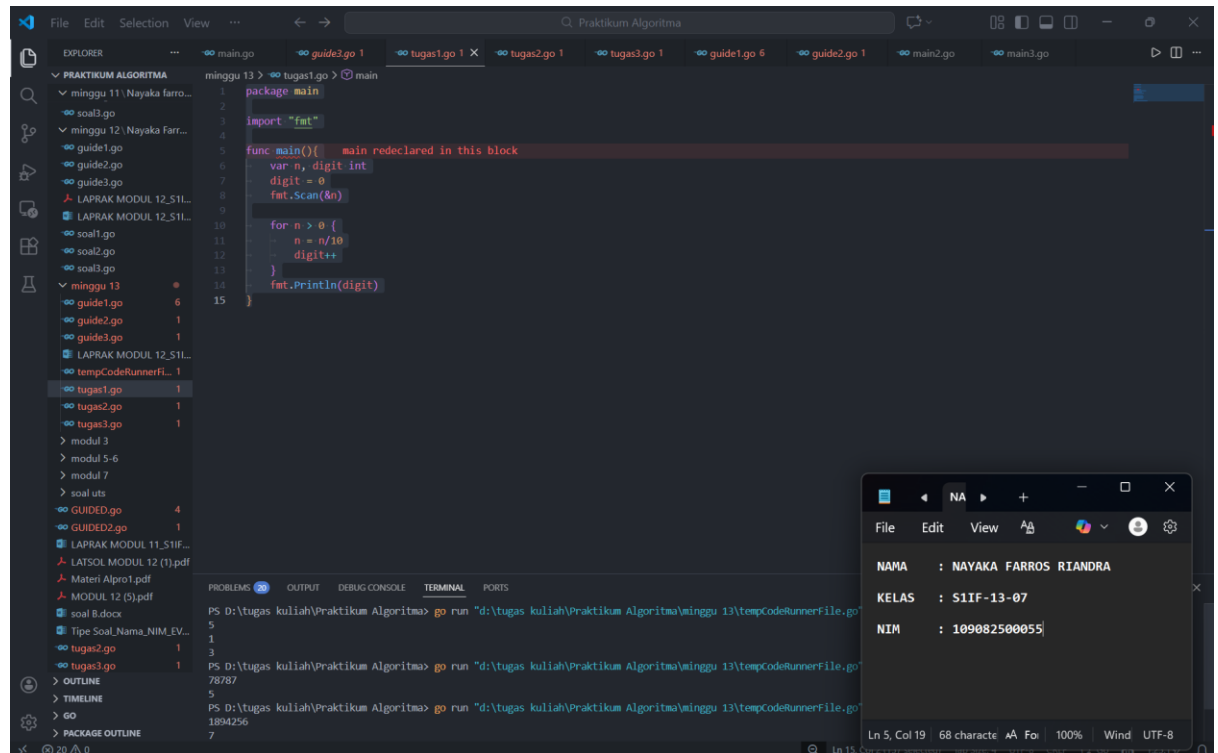 File Edit Selection View ... Praktikum Algoritma
EXPLORER ... main.go guide3.go 1 tugas1.go 1 tugas2.go 1 tugas3.go 1 guide1.go 6 guide2.go 1 main2.go main3.go
PRAKTIKUM ALGORITMA
minggu 11 \ Nayaka farro...
soal3.go
minggu 12 \ Nayaka Farr...
guide1.go
guide2.go
guide3.go
LAPRAK MODUL 12_S1I...
LAPRAK MODUL 12_S1I...
soal1.go
soal2.go
soal3.go
minggu 13
guide1.go 6
guide2.go 1
guide3.go 1
LAPRAK MODUL 12_S1I...
tempCodeRunnerFi... 1
tugas1.go 1
tugas2.go 1
tugas3.go 1
modul 3
modul 5-6
modul 7
soal uts
GUIDED.go 4
GUIDED2.go 1
LAPRAK MODUL 11_S1IF...
LATSOL MODUL 12 (1).pdf
Materi Alpro1.pdf
MODUL 12 (5).pdf
soal B.docx
Tipe Soal_Nama_NIM_EV...
tugas2.go 1
tugas3.go 1
OUTLINE
TIMELINE
GO
PACKAGE OUTLINE
20 0
minggu 13 > tugas1.go > main
1 package main
2
3 import "fmt"
4
5 func main(){ main redeclared in this block
6 var n, digit int
7 digit = 0
8 fmt.Scan(&n)
9
10 for n > 0 {
11 n = n/10
12 digit++
13 }
14 fmt.Println(digit)
15 }
PROBLEMS 20 OUTPUT DEBUG CONSOLE TERMINAL PORTS
PS D:\tugas kuliah\Praktikum Algoritma> go run "d:\tugas kuliah\Praktikum Algoritma\minggu 13\tempCodeRunnerFile.go"
5
1
3
PS D:\tugas kuliah\Praktikum Algoritma> go run "d:\tugas kuliah\Praktikum Algoritma\minggu 13\tempCodeRunnerFile.go"
78787
5
PS D:\tugas kuliah\Praktikum Algoritma> go run "d:\tugas kuliah\Praktikum Algoritma\minggu 13\tempCodeRunnerFile.go"
1894256
7
NA
File Edit View
NAMA : NAYAKA FARROS RIANDRA
KELAS : S1IF-13-07
NIM : 109082500055
Ln 5, Col 19 68 characte For 100% Wind UTF-8